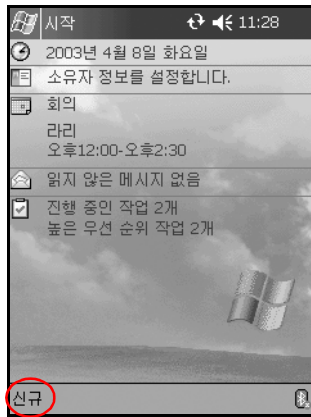 시작 11:28
2003년 4월 8일 화요일
소유자 정보를 설정합니다.
회의
라리
오후12:00-오후2:30
읽지 않은 메시지 없음
진행 중인 작업 2개
높은 우선 순위 작업 2개
신규